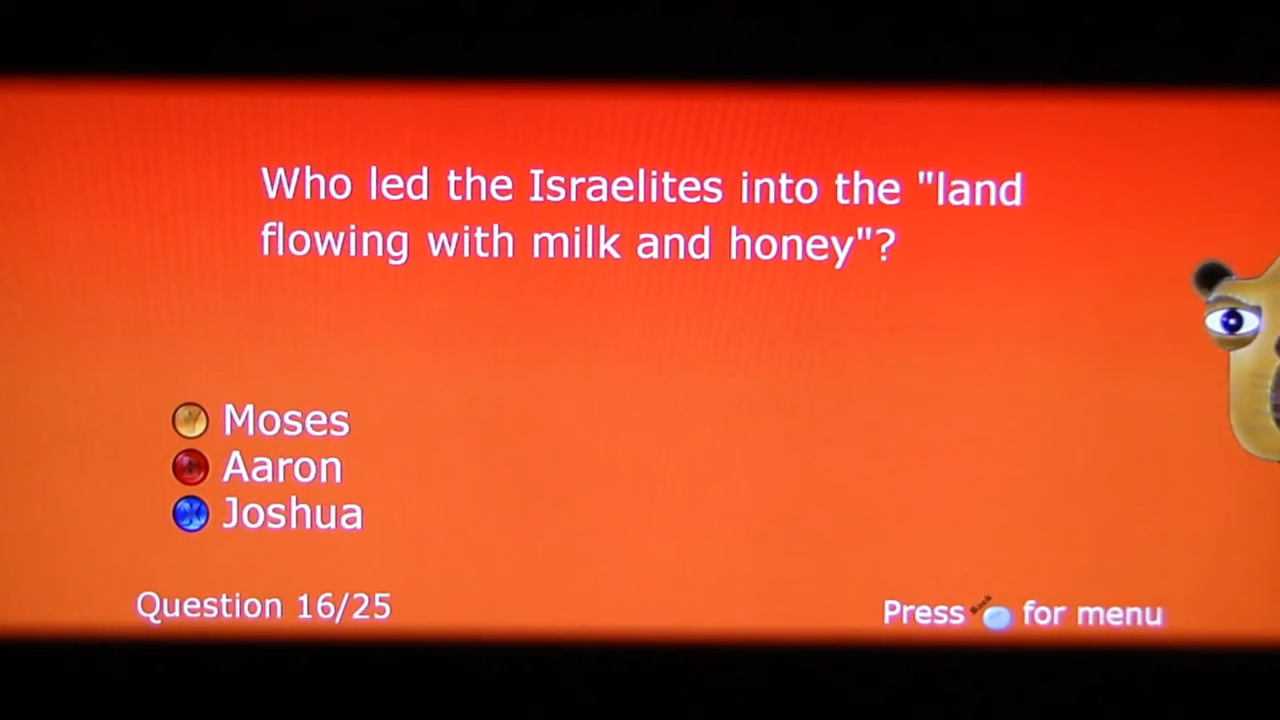 Who led the Israelites into the "land
flowing with milk and honey"?
Y Moses
B Aaron
X Joshua
Question 16/25
Press Back for menu